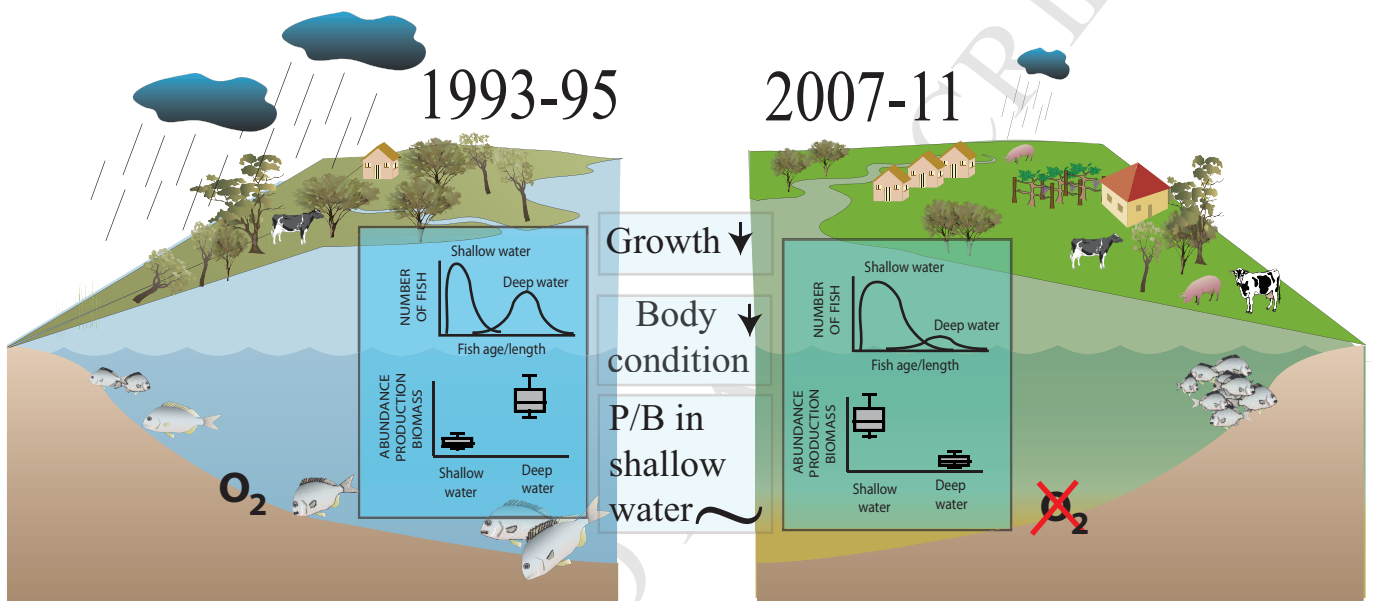 1993-95
2007-11
Shallow water
Deep water
NUMBER
OF FISH
Fish age/length
ABUNDANCE
PRODUCTION
BIOMASS
Shallow
water
Deep
water
O2
Growth ↓
Body ↓
condition
P/B in
shallow
water ~
Shallow water
Deep water
NUMBER
OF FISH
Fish age/length
ABUNDANCE
PRODUCTION
BIOMASS
Shallow
water
Deep
water
O2